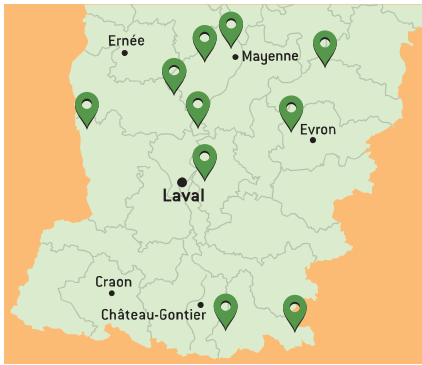 Ernée
Mayenne
Evron
Laval
Craon
Château-Gontier